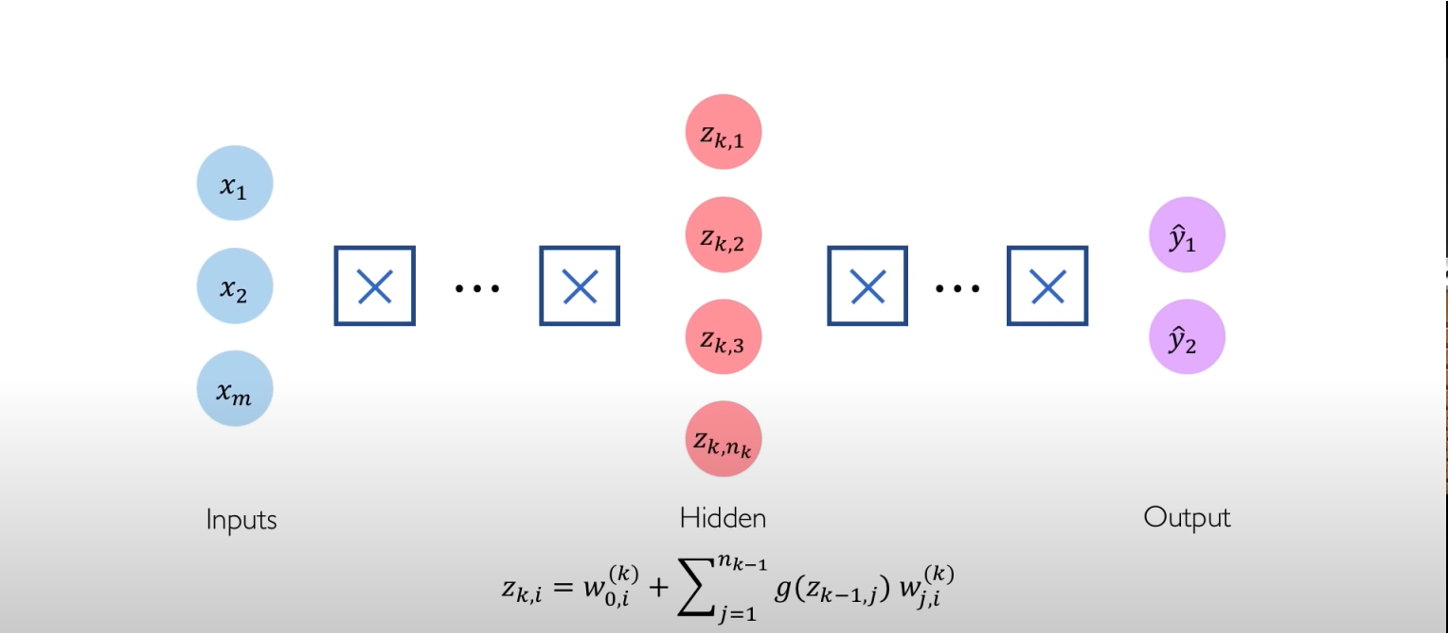 z_{k,1}
x_1
z_{k,2}
ŷ_1
x_2
...
...
z_{k,3}
ŷ_2
x_m
z_{k,n_k}
Inputs
Hidden
Output
z_{k,i} = w_{0,i}^{(k)} + \sum_{j=1}^{n_{k-1}} g(z_{k-1,j}) w_{j,i}^{(k)}